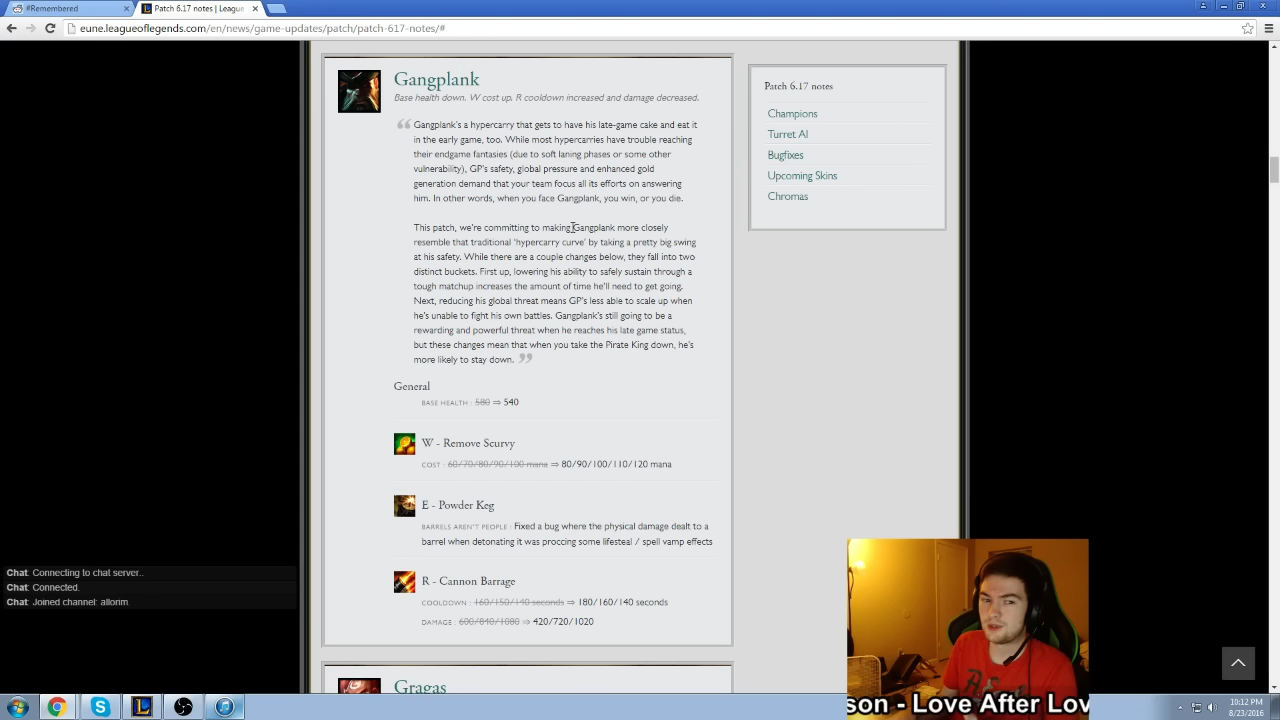 #Remembered
Patch 6.17 notes | League
eune.leagueoflegends.com/en/news/game-updates/patch/patch-617-notes/#
Gangplank
Base health down. W cost up. R cooldown increased and damage decreased.
Gangplank's a hypercarry that gets to have his late-game cake and eat it
in the early game, too. While most hypercarries have trouble reaching
their endgame fantasies (due to soft laning phases or some other
vulnerability), GP's safety, global pressure and enhanced gold
generation demand that your team focus all its efforts on answering
him. In other words, when you face Gangplank, you win, or you die.
This patch, we're committing to making Gangplank more closely
resemble that traditional 'hypercarry curve' by taking a pretty big swing
at his safety. While there are a couple changes below, they fall into two
distinct buckets. First up, lowering his ability to safely sustain through a
tough matchup increases the amount of time he'll need to get going.
Next, reducing his global threat means GP's less able to scale up when
he's unable to fight his own battles. Gangplank's still going to be a
rewarding and powerful threat when he reaches his late game status,
but these changes mean that when you take the Pirate King down, he's
more likely to stay down.
General
BASE HEALTH : 580 ⇒ 540
W - Remove Scurvy
COST : 60/70/80/90/100 mana ⇒ 80/90/100/110/120 mana
E - Powder Keg
BARRELS AREN'T PEOPLE : Fixed a bug where the physical damage dealt to a
barrel when detonating it was proccing some lifesteal / spell vamp effects
R - Cannon Barrage
COOLDOWN : 160/150/140 seconds ⇒ 180/160/140 seconds
DAMAGE : 600/840/1080 ⇒ 420/720/1020
Gragas
Patch 6.17 notes
Champions
Turret AI
Bugfixes
Upcoming Skins
Chromas
Chat: Connecting to chat server..
Chat: Connected.
Chat: Joined channel: allorim
son - Love After Lov
10:12 PM
8/23/2016